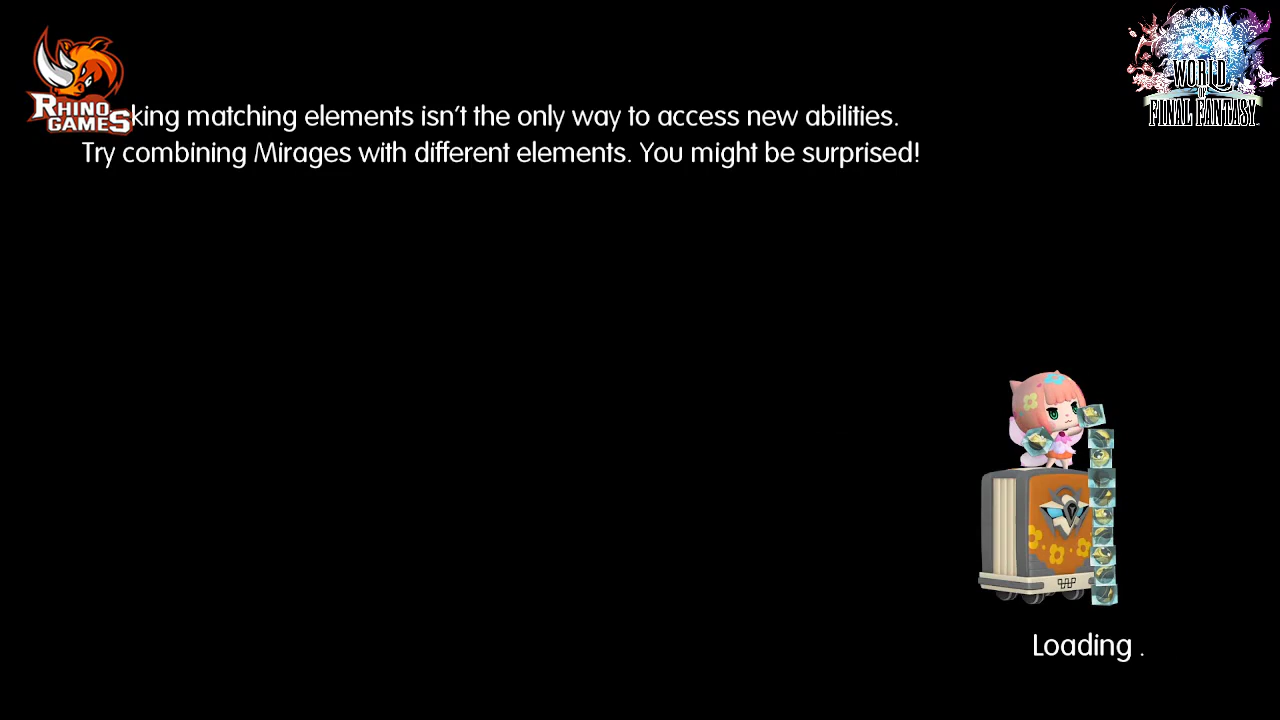 RHINO
GAMES
king matching elements isn't the only way to access new abilities.
Try combining Mirages with different elements. You might be surprised!
WORLD
OF
FINAL FANTASY
Loading .